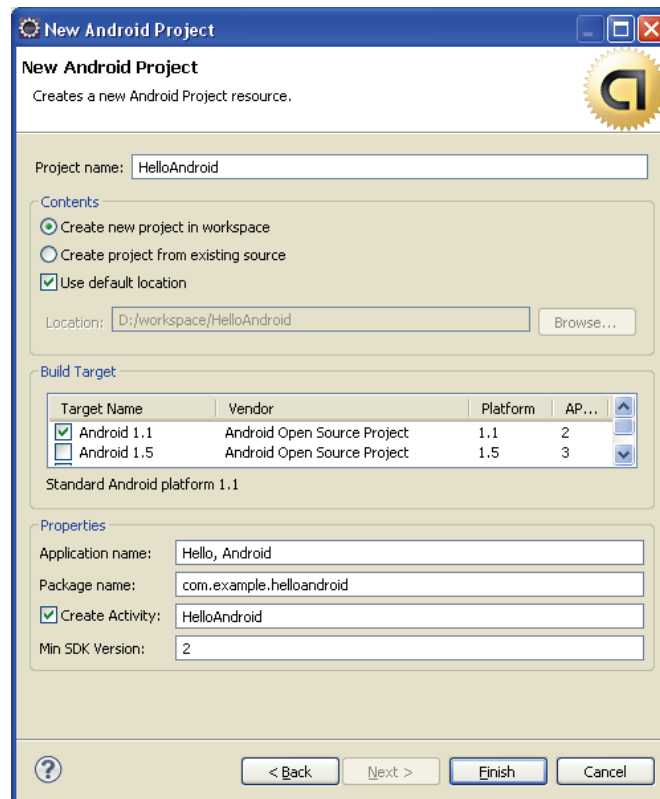 New Android Project
New Android Project
Creates a new Android Project resource.
Project name: HelloAndroid
Contents
Create new project in workspace
Create project from existing source
Use default location
Location: D:/workspace/HelloAndroid Browse...
Build Target
Target Name Vendor Platform AP...
Android 1.1 Android Open Source Project 1.1 2
Android 1.5 Android Open Source Project 1.5 3
Standard Android platform 1.1
Properties
Application name: Hello, Android
Package name: com.example.helloandroid
Create Activity: HelloAndroid
Min SDK Version: 2
? < Back Next > Finish Cancel